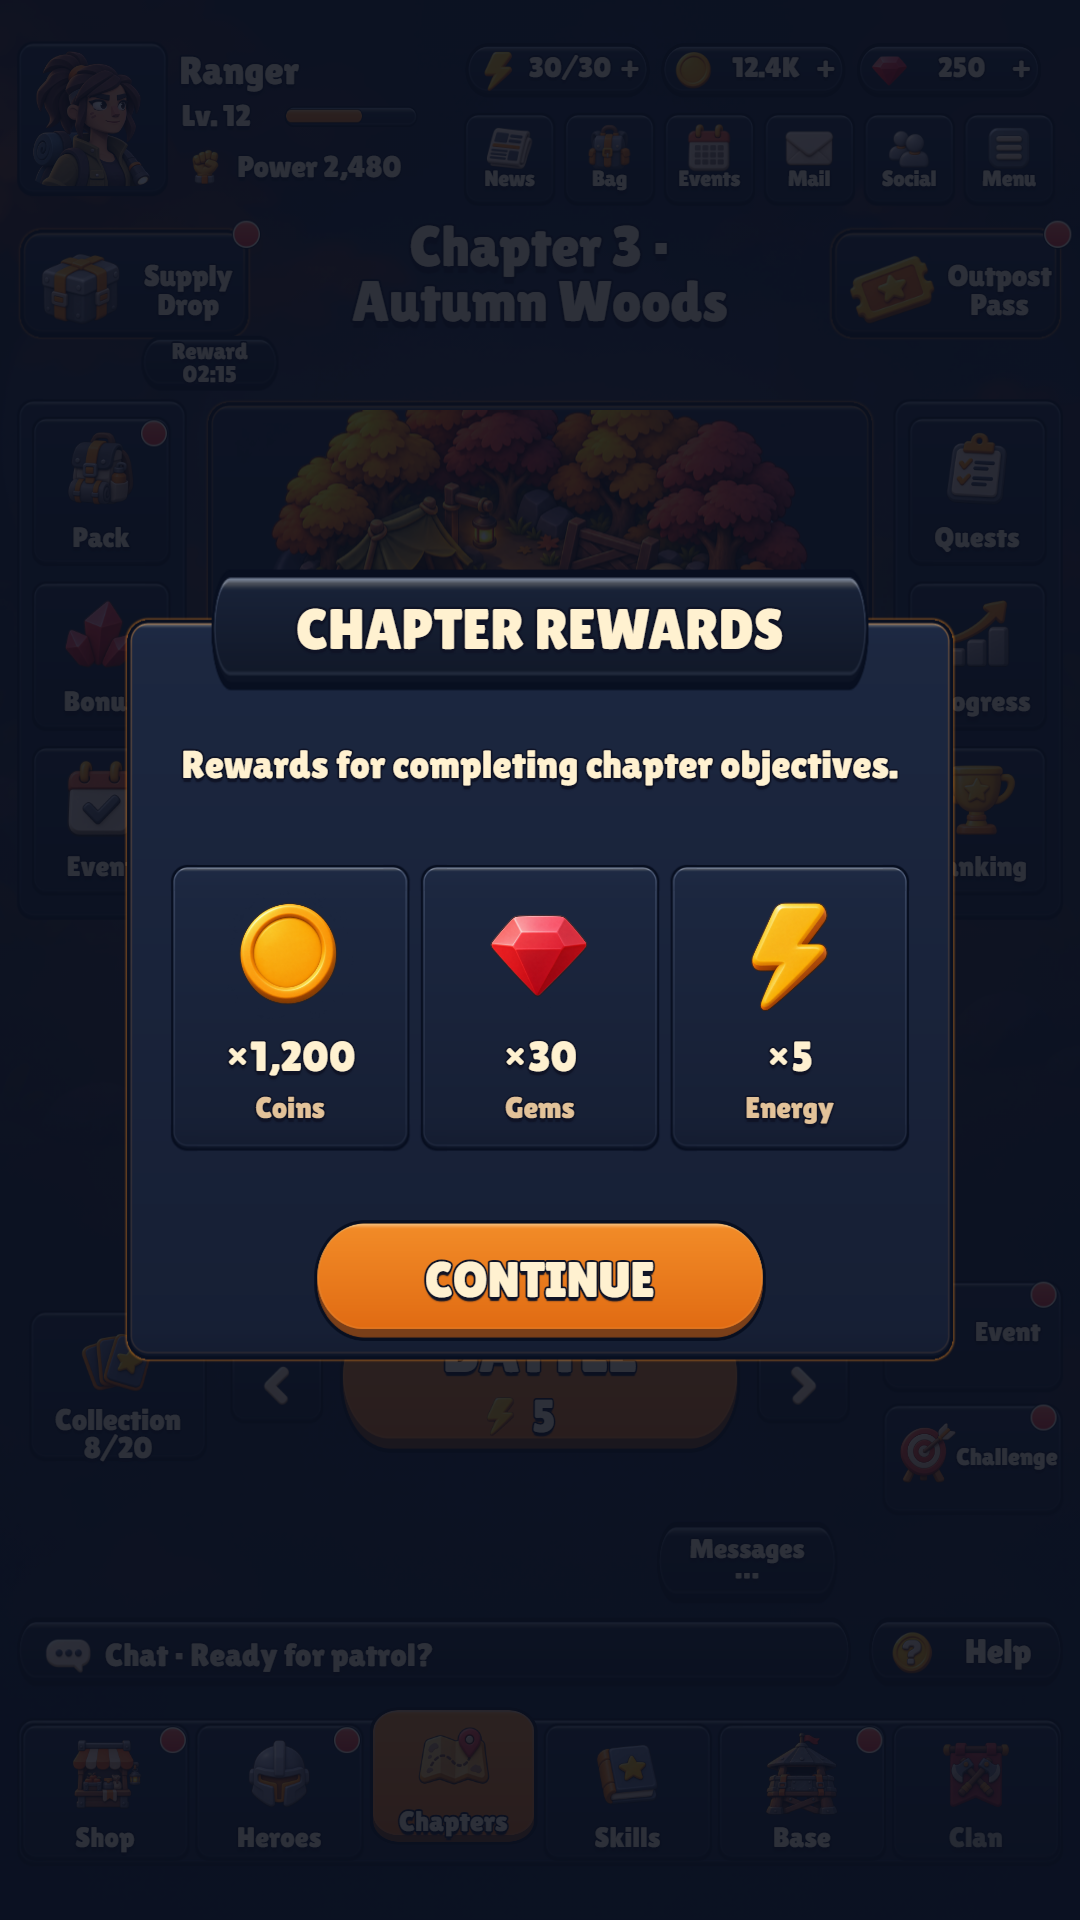 Ranger
Lv. 12
Power 2,480
30/30 +
12.4K +
250 +
News
Bag
Events
Mail
Social
Menu
Supply
Drop
Chapter 3 ·
Autumn Woods
Outpost
Pass
Reward
02:15
Pack
Quests
CHAPTER REWARDS
Rewards for completing chapter objectives.
×1,200
Coins
×30
Gems
×5
Energy
CONTINUE
BATTLE
5
Collection
8/20
Event
Challenge
Messages
...
Chat · Ready for patrol?
Help
Shop
Heroes
Chapters
Skills
Base
Clan